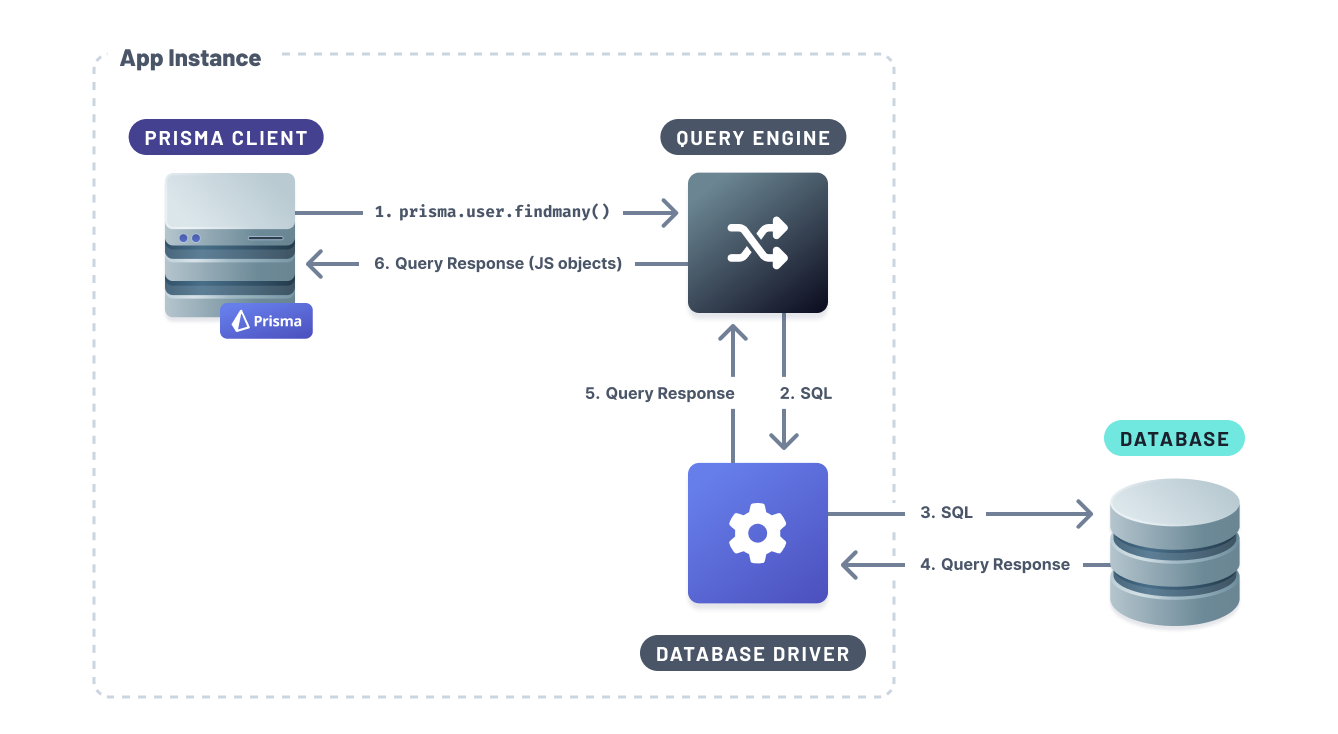 App Instance
PRISMA CLIENT
QUERY ENGINE
1. prisma.user.findmany()
6. Query Response (JS objects)
Prisma
5. Query Response
2. SQL
DATABASE
3. SQL
4. Query Response
DATABASE DRIVER